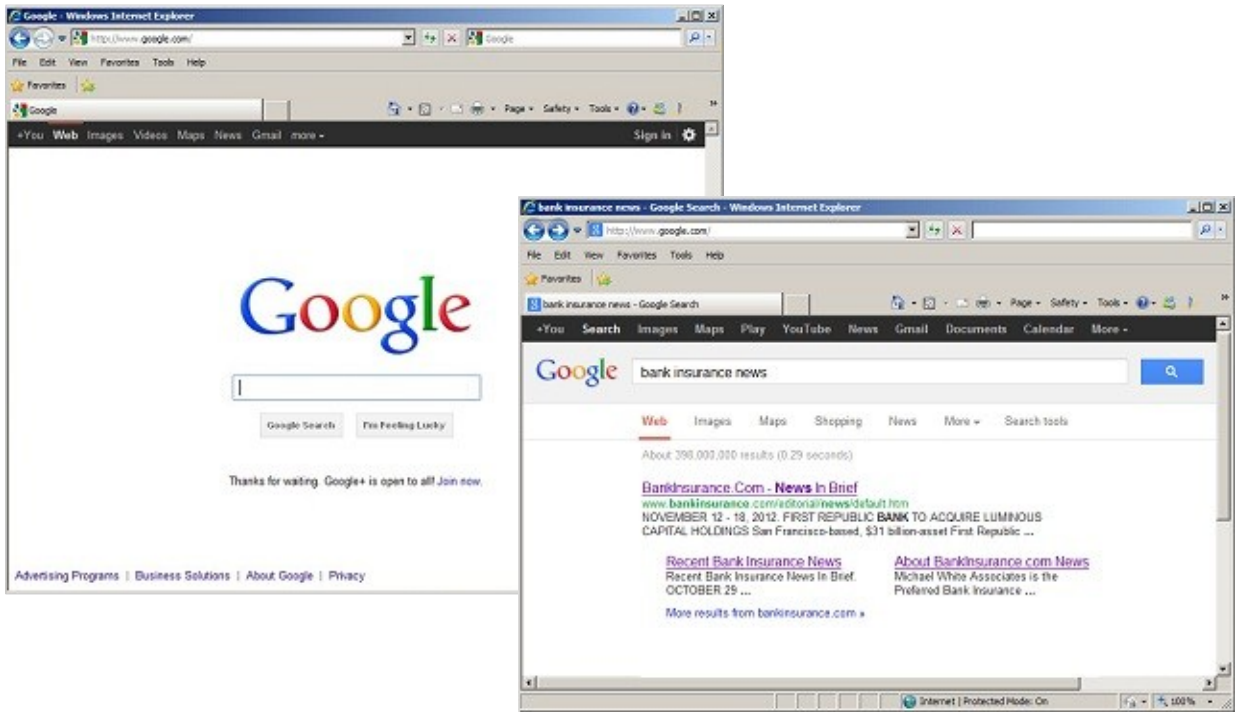 Google - Windows Internet Explorer
http://www.google.com/
Google
File Edit View Favorites Tools Help
Favorites
Google
Page Safety Tools
+You Web Images Videos Maps News Gmail more
Sign in
Google
Google Search I'm Feeling Lucky
Thanks for waiting. Google+ is open to all! Join now.
Advertising Programs | Business Solutions | About Google | Privacy
bank insurance news - Google Search - Windows Internet Explorer
http://www.google.com/
File Edit View Favorites Tools Help
Favorites
bank insurance news - Google Search
Page Safety Tools
+You Search Images Maps Play YouTube News Gmail Documents Calendar More
Google bank insurance news
Web Images Maps Shopping News More Search tools
About 398,000,000 results (0.29 seconds)
BankInsurance.Com - News In Brief
www.bankinsurance.com/editorial/news/default.htm
NOVEMBER 12 - 18, 2012. FIRST REPUBLIC BANK TO ACQUIRE LUMINOUS
CAPITAL HOLDINGS San Francisco-based, $31 billion-asset First Republic ...
Recent Bank Insurance News
Recent Bank Insurance News In Brief.
OCTOBER 29 ...
About BankInsurance.com News
Michael White Associates is the
Preferred Bank Insurance ...
More results from bankinsurance.com »
Internet | Protected Mode: On
100%